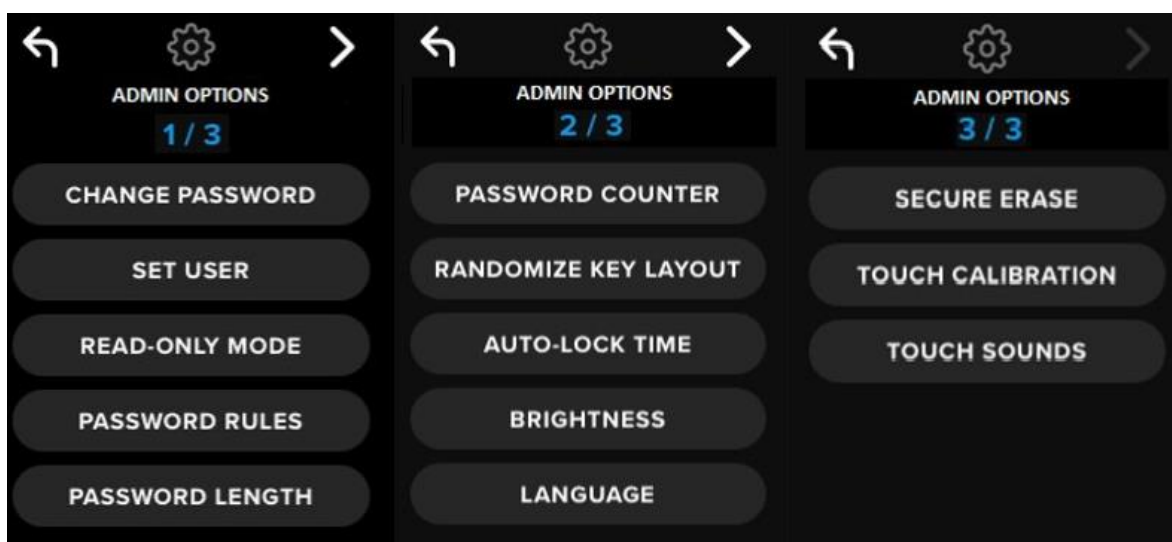 ADMIN OPTIONS
1 / 3
CHANGE PASSWORD
SET USER
READ-ONLY MODE
PASSWORD RULES
PASSWORD LENGTH
ADMIN OPTIONS
2 / 3
PASSWORD COUNTER
RANDOMIZE KEY LAYOUT
AUTO-LOCK TIME
BRIGHTNESS
LANGUAGE
ADMIN OPTIONS
3 / 3
SECURE ERASE
TOUCH CALIBRATION
TOUCH SOUNDS